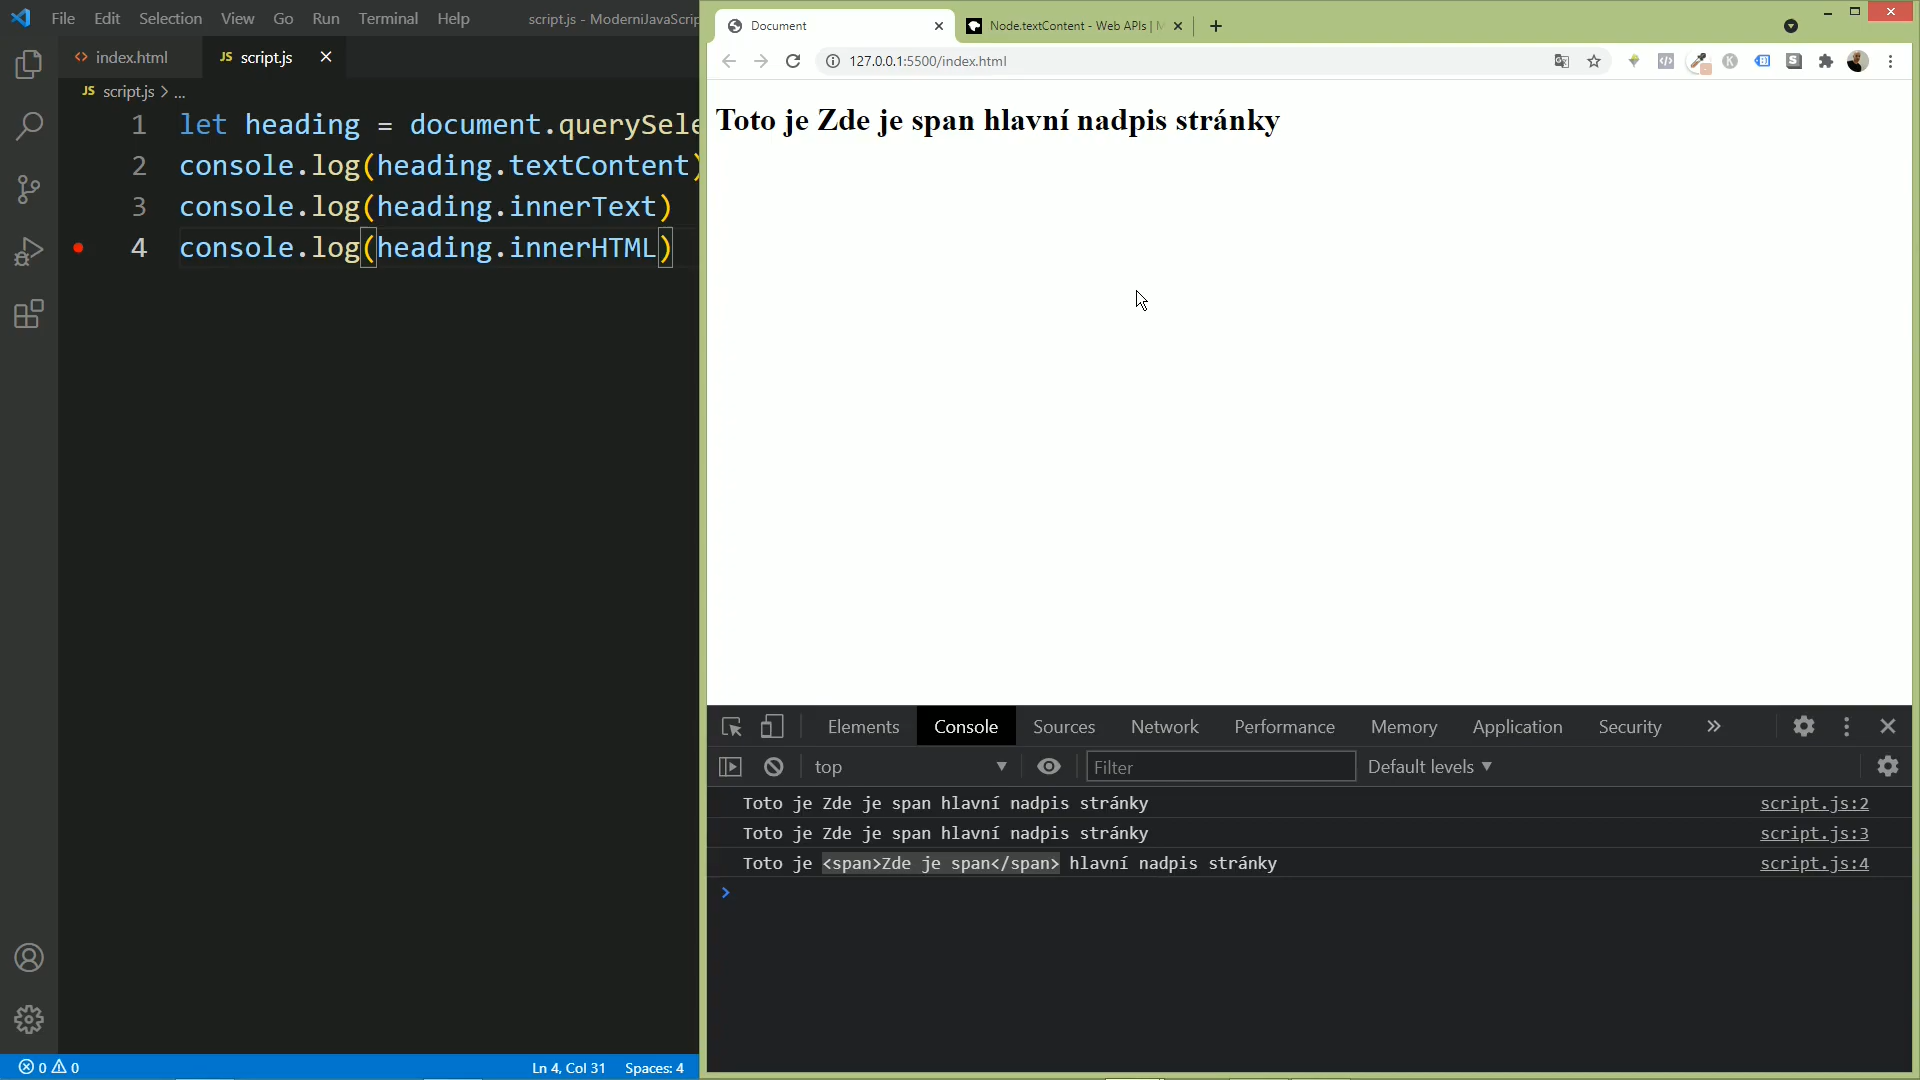 File Edit Selection View Go Run Terminal Help script.js - ModerniJavaScrip
index.html
JS script.js
JS script.js > ...
1 let heading = document.querySele
2 console.log(heading.textContent)
3 console.log(heading.innerText)
4 console.log(heading.innerHTML)
0 0 Ln 4, Col 31 Spaces: 4
Document
Node.textContent - Web APIs | M
127.0.0.1:5500/index.html
Toto je Zde je span hlavní nadpis stránky
Elements Console Sources Network Performance Memory Application Security
top Filter Default levels
Toto je Zde je span hlavní nadpis stránky script.js:2
Toto je Zde je span hlavní nadpis stránky script.js:3
Toto je <span>Zde je span</span> hlavní nadpis stránky script.js:4